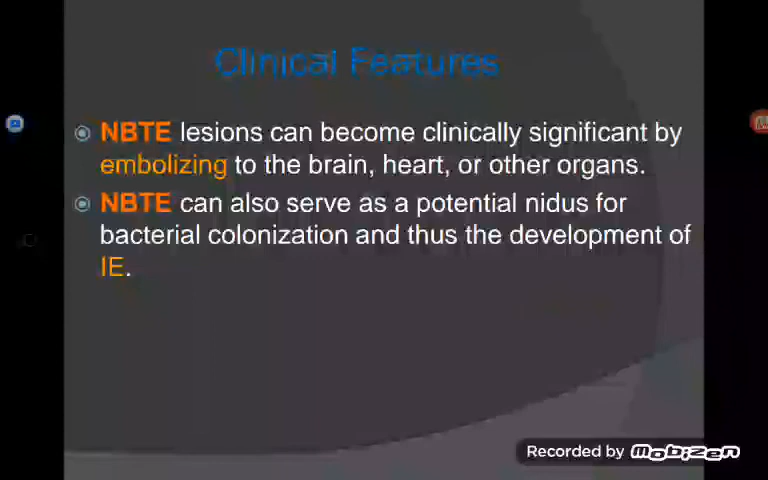 Clinical Features
NBTE lesions can become clinically significant by
embolizing to the brain, heart, or other organs.
NBTE can also serve as a potential nidus for
bacterial colonization and thus the development of
IE.
Recorded by Mobizen